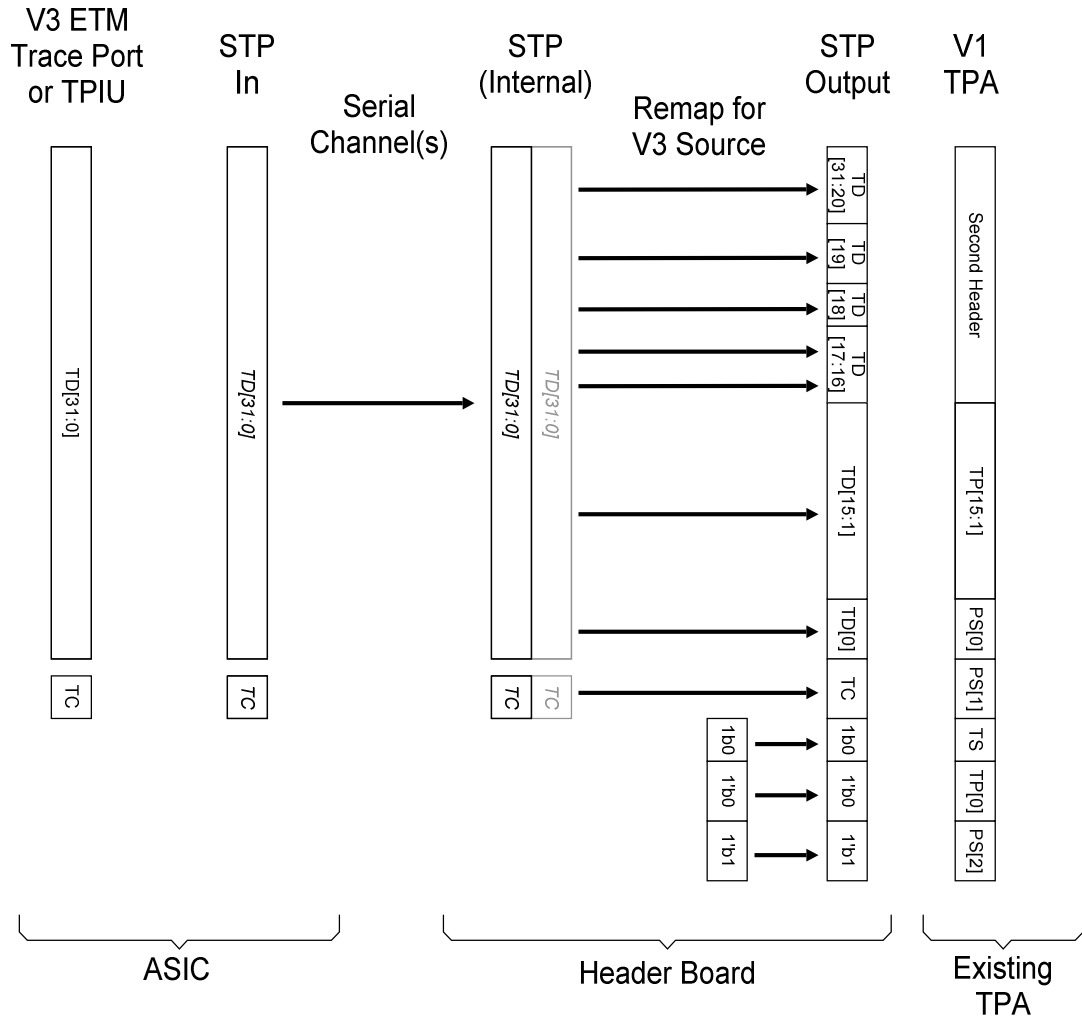 V3 ETM
Trace Port
or TPIU
STP
In
Serial
Channel(s)
STP
(Internal)
Remap for
V3 Source
STP
Output
V1
TPA
TD[31:0]
TC
TD[31:0]
TC
TD[31:0]
TD[31:0]
TC
TC
1b0
1'b0
1'b1
TD
[31:20]
TD
[19]
TD
[18]
TD
[17:16]
TD[15:1]
TD[0]
TC
1b0
1'b0
1'b1
Second Header
TP[15:1]
PS[0]
PS[1]
TS
TP[0]
PS[2]
ASIC
Header Board
Existing
TPA